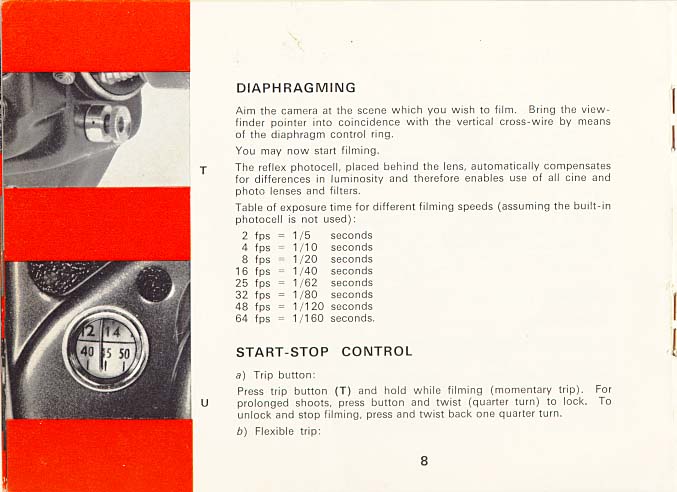 DIAPHRAGMING
Aim the camera at the scene which you wish to film. Bring the view-
finder pointer into coincidence with the vertical cross-wire by means
of the diaphragm control ring.
You may now start filming.
T
The reflex photocell, placed behind the lens, automatically compensates
for differences in luminosity and therefore enables use of all cine and
photo lenses and filters.
Table of exposure time for different filming speeds (assuming the built-in
photocell is not used):
2 fps = 1/5 seconds
4 fps = 1/10 seconds
8 fps = 1/20 seconds
16 fps = 1/40 seconds
25 fps = 1/62 seconds
32 fps = 1/80 seconds
48 fps = 1/120 seconds
64 fps = 1/160 seconds.
12 14
40 45 50
START-STOP CONTROL
a) Trip button:
Press trip button (T) and hold while filming (momentary trip). For
prolonged shoots, press button and twist (quarter turn) to lock. To
U
unlock and stop filming, press and twist back one quarter turn.
b) Flexible trip:
8